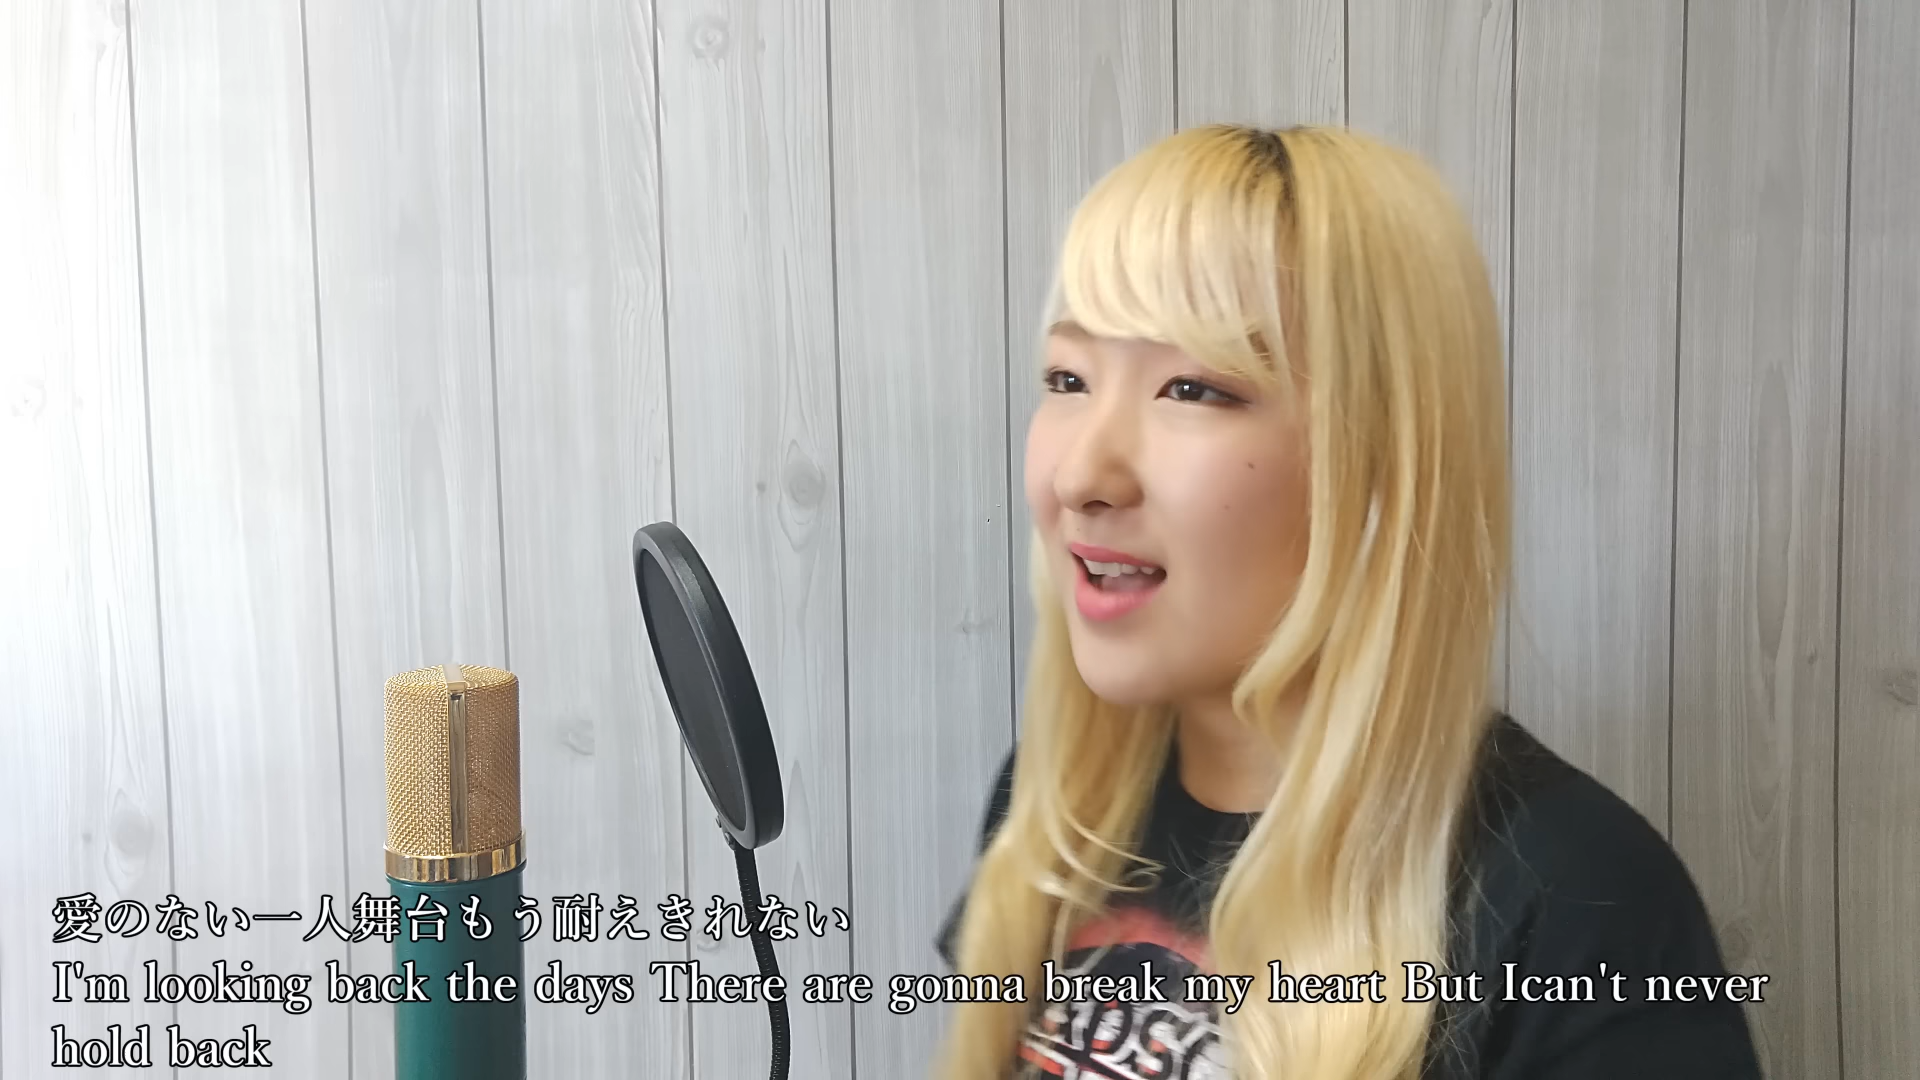 愛のない一人舞台もう耐えきれない
I'm looking back the days There are gonna break my heart But Ican't never
hold back